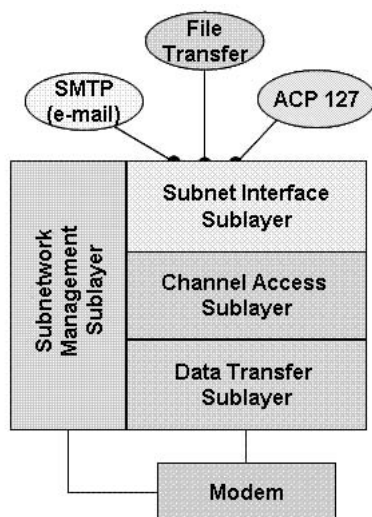 File
Transfer
SMTP
(e-mail)
ACP 127
Subnetwork
Management
Sublayer
Subnet Interface
Sublayer
Channel Access
Sublayer
Data Transfer
Sublayer
Modem